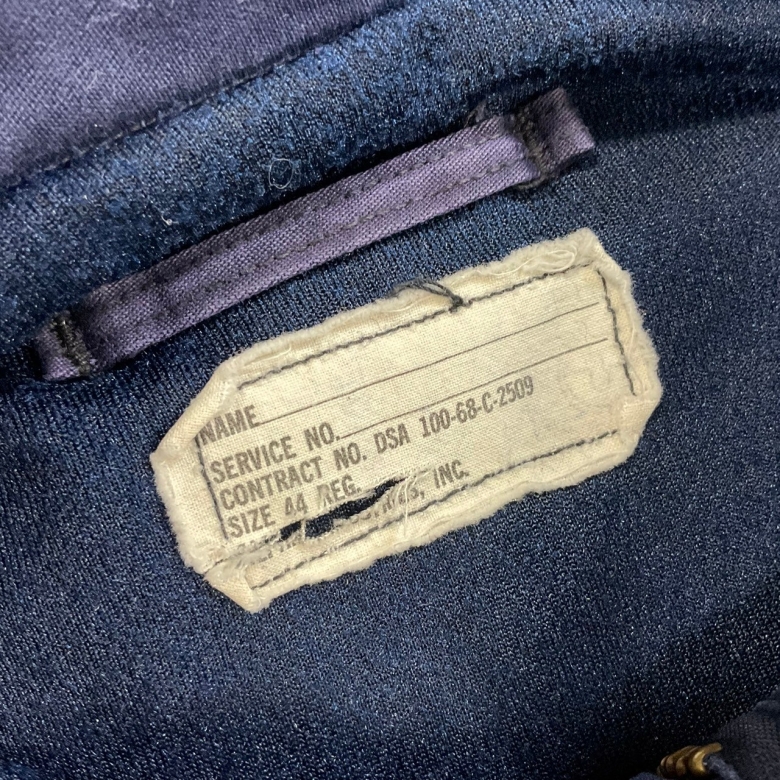 NAME
SERVICE NO.
CONTRACT NO. DSA 100-68-C-2509
SIZE 44 REG.
INC.